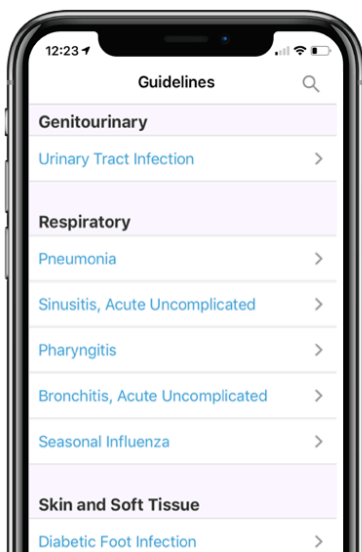 12:23
Guidelines
Genitourinary
Urinary Tract Infection
Respiratory
Pneumonia
Sinusitis, Acute Uncomplicated
Pharyngitis
Bronchitis, Acute Uncomplicated
Seasonal Influenza
Skin and Soft Tissue
Diabetic Foot Infection